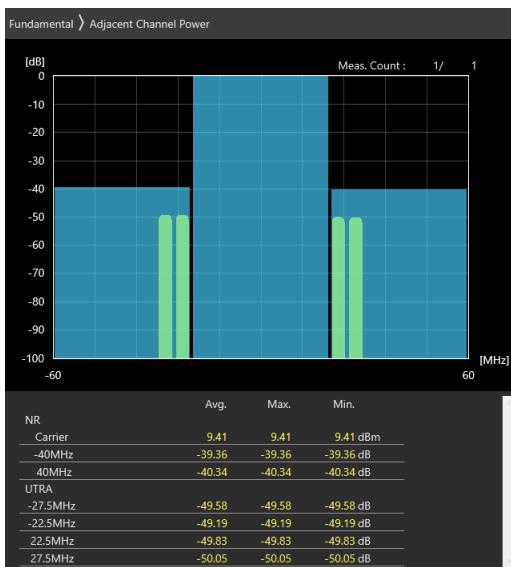 Fundamental 〉 Adjacent Channel Power
[dB]
Meas. Count : 1/ 1
0
-10
-20
-30
-40
-50
-60
-70
-80
-90
-100
[MHz]
-60 60
Avg. Max. Min.
NR
Carrier 9.41 9.41 9.41 dBm
-40MHz -39.36 -39.36 -39.36 dB
40MHz -40.34 -40.34 -40.34 dB
UTRA
-27.5MHz -49.58 -49.58 -49.58 dB
-22.5MHz -49.19 -49.19 -49.19 dB
22.5MHz -49.83 -49.83 -49.83 dB
27.5MHz -50.05 -50.05 -50.05 dB